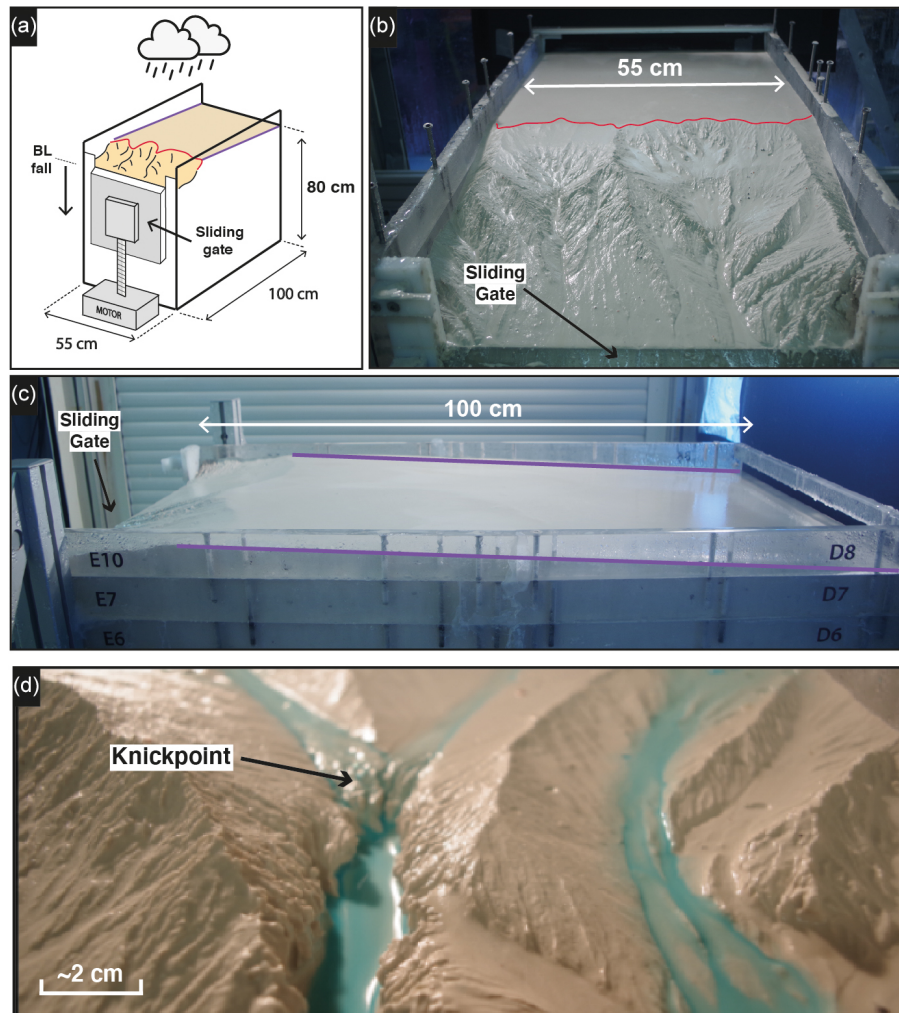 (a)
BL
fall
Sliding
gate
MOTOR
80 cm
100 cm
55 cm
(b)
55 cm
Sliding
Gate
(c)
100 cm
Sliding
Gate
E10
D8
E7
D7
E6
D6
(d)
Knickpoint
~2 cm